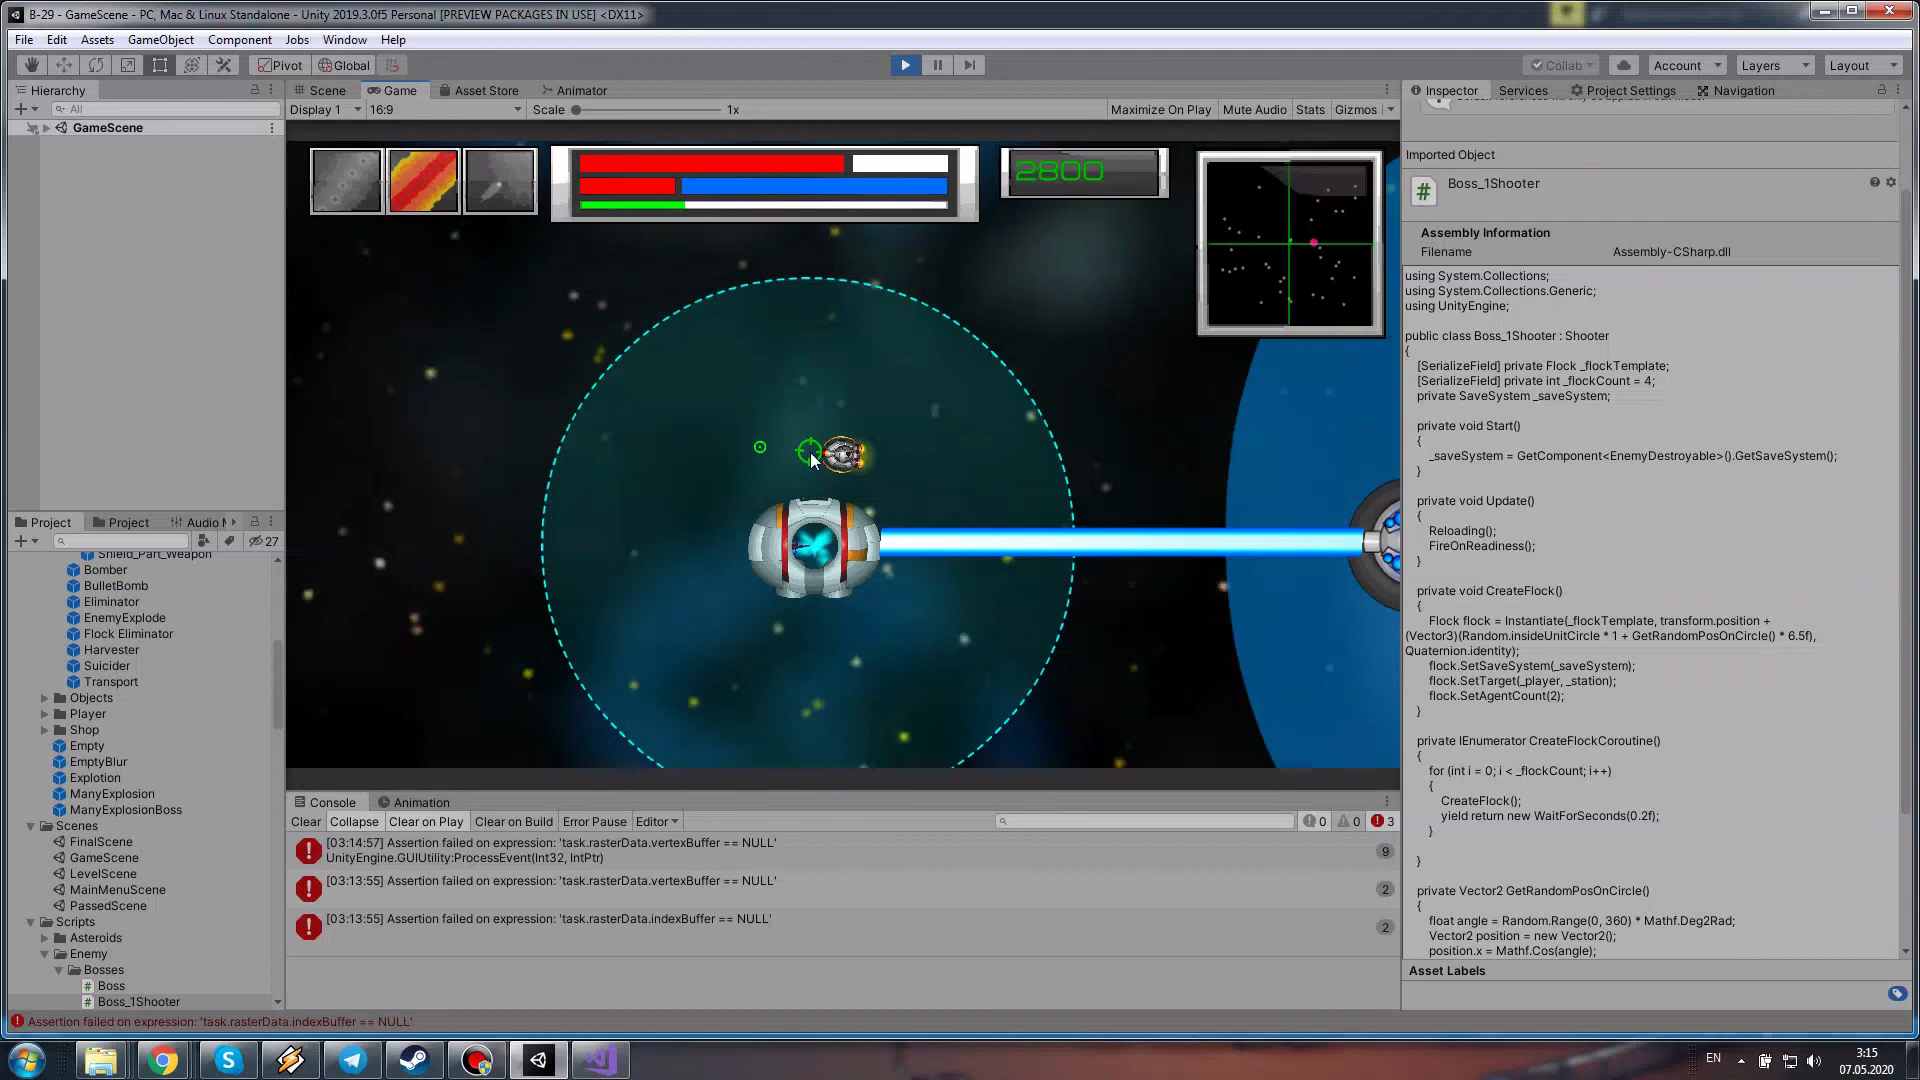 B-29 - GameScene - PC, Mac & Linux Standalone - Unity 2019.3.0f5 Personal [PREVIEW PACKAGES IN USE] <DX11>
File Edit Assets GameObject Component Jobs Window Help
Pivot Global Collab Account Layers Layout
Hierarchy
All
GameScene
Scene Game Asset Store Animator
Display 1 16:9 Scale 1x Maximize On Play Mute Audio Stats Gizmos
2800
Project Project Audio M
27
Shield_Part_Weapon
Bomber
BulletBomb
Eliminator
EnemyExplode
Flock Eliminator
Harvester
Suicider
Transport
Objects
Player
Shop
Empty
EmptyBlur
Explotion
ManyExplosion
ManyExplosionBoss
Scenes
FinalScene
GameScene
LevelScene
MainMenuScene
PassedScene
Scripts
Asteroids
Enemy
Bosses
Boss
Boss_1Shooter
Console Animation
Clear Collapse Clear on Play Clear on Build Error Pause Editor 0 0 3
[03:14:57] Assertion failed on expression: 'task.rasterData.vertexBuffer == NULL'
UnityEngine.GUIUtility:ProcessEvent(Int32, IntPtr)
9
[03:13:55] Assertion failed on expression: 'task.rasterData.vertexBuffer == NULL'
2
[03:13:55] Assertion failed on expression: 'task.rasterData.indexBuffer == NULL'
2
Inspector Services Project Settings Navigation
Imported Object
# Boss_1Shooter
Assembly Information
Filename Assembly-CSharp.dll
using System.Collections;
using System.Collections.Generic;
using UnityEngine;
public class Boss_1Shooter : Shooter
{
[SerializeField] private Flock _flockTemplate;
[SerializeField] private int _flockCount = 4;
private SaveSystem _saveSystem;
private void Start()
{
_saveSystem = GetComponent<EnemyDestroyable>().GetSaveSystem();
}
private void Update()
{
Reloading();
FireOnReadiness();
}
private void CreateFlock()
{
Flock flock = Instantiate(_flockTemplate, transform.position +
(Vector3)(Random.insideUnitCircle * 1 + GetRandomPosOnCircle() * 6.5f),
Quaternion.identity);
flock.SetSaveSystem(_saveSystem);
flock.SetTarget(_player, _station);
flock.SetAgentCount(2);
}
private IEnumerator CreateFlockCoroutine()
{
for (int i = 0; i < _flockCount; i++)
{
CreateFlock();
yield return new WaitForSeconds(0.2f);
}
}
private Vector2 GetRandomPosOnCircle()
{
float angle = Random.Range(0, 360) * Mathf.Deg2Rad;
Vector2 position = new Vector2();
position.x = Mathf.Cos(angle);
Asset Labels
Assertion failed on expression: 'task.rasterData.indexBuffer == NULL'
EN
3:15
07.05.2020